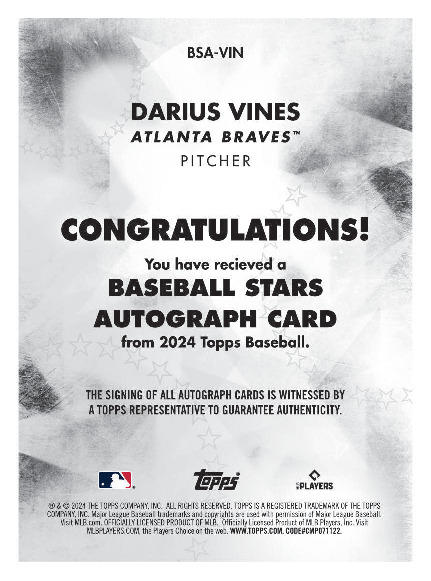 BSA-VIN
DARIUS VINES
ATLANTA BRAVES™
PITCHER
CONGRATULATIONS!
You have recieved a
BASEBALL STARS
AUTOGRAPH CARD
from 2024 Topps Baseball.
THE SIGNING OF ALL AUTOGRAPH CARDS IS WITNESSED BY
A TOPPS REPRESENTATIVE TO GUARANTEE AUTHENTICITY.
Topps
PLAYERS
® & © 2024 THE TOPPS COMPANY, INC. ALL RIGHTS RESERVED. TOPPS IS A REGISTERED TRADEMARK OF THE TOPPS
COMPANY, INC. Major League Baseball trademarks and copyrights are used with permission of Major League Baseball.
Visit MLB.com. OFFICIALLY LICENSED PRODUCT OF MLB. Officially Licensed Product of MLB Players, Inc. Visit
MLBPLAYERS.COM, the Players Choice on the web. WWW.TOPPS.COM. CODE#CMP071122.